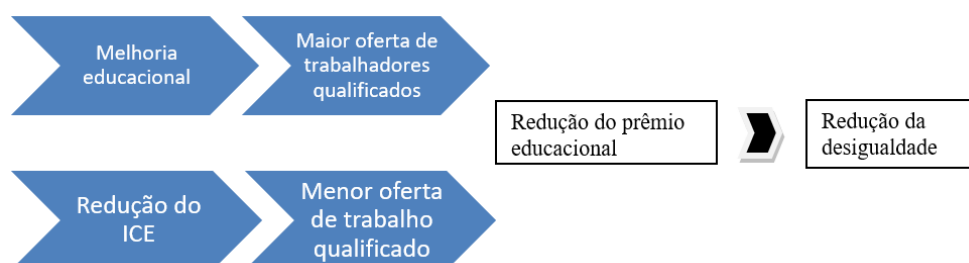 Melhoria
educacional
Maior oferta de
trabalhadores
qualificados
Redução do prêmio
educacional
Redução da
desigualdade
Redução do
ICE
Menor oferta
de trabalho
qualificado